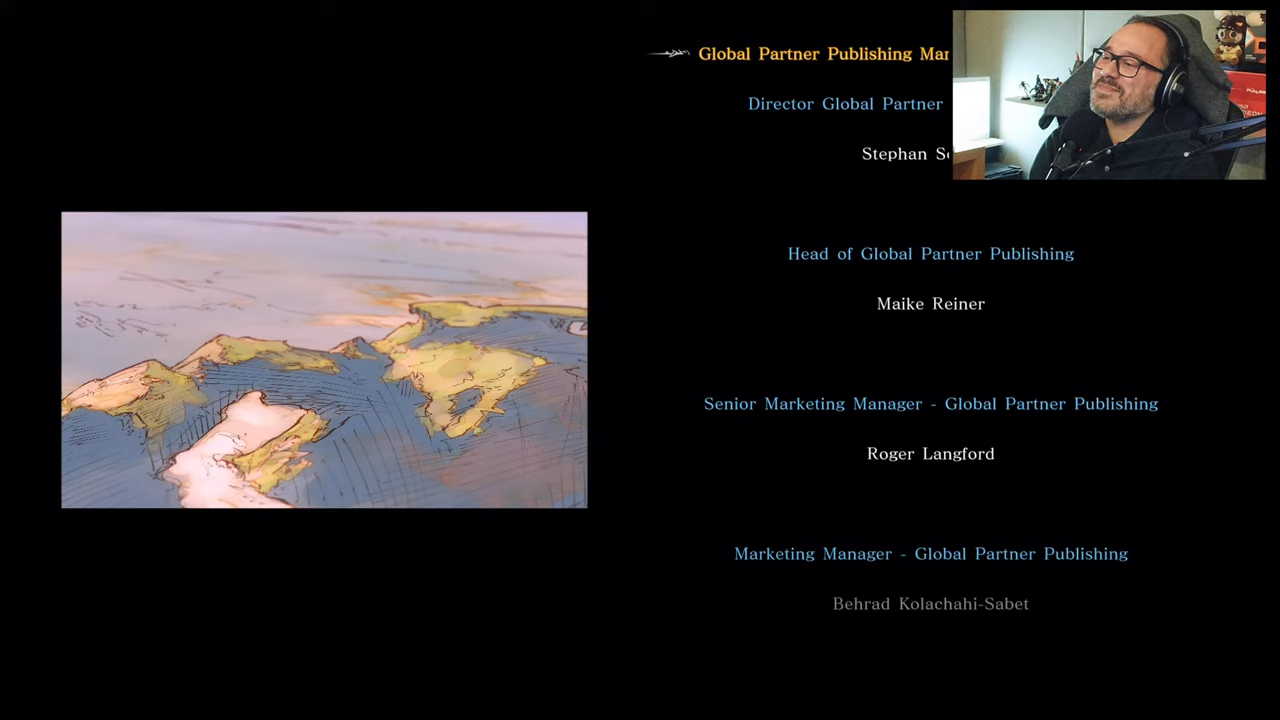 Global Partner Publishing
Director Global Partner
Stephan
Head of Global Partner Publishing
Maike Reiner
Senior Marketing Manager - Global Partner Publishing
Roger Langford
Marketing Manager - Global Partner Publishing
Behrad Kolachahi-Sabet